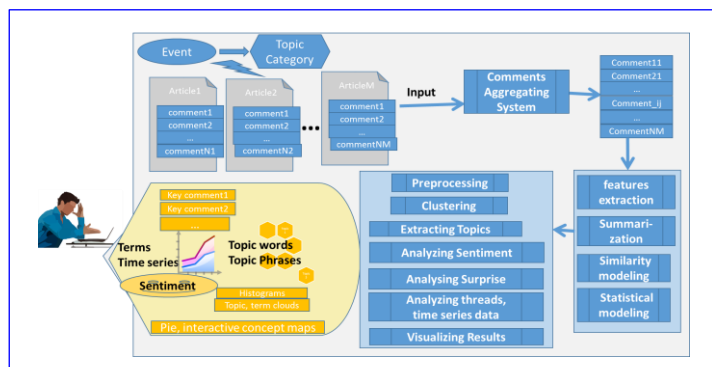 Event
Topic
Category
Article1
comment1
comment2
...
commentN1
Article2
comment1
comment2
...
commentN2
...
ArticleM
comment1
comment2
...
commentNM
Input
Comments
Aggregating
System
Comment11
Comment21
...
Comment_ij
...
CommentNM
features
extraction
Summari-
zation
Similarity
modeling
Statistical
modeling
Preprocessing
Clustering
Extracting Topics
Analyzing Sentiment
Analysing Surprise
Analyzing threads,
time series data
Visualizing Results
Key comment1
Key comment2
...
Terms
Time series
Topic words
Topic Phrases
Sentiment
Histograms
Topic, term clouds
Pie, interactive concept maps